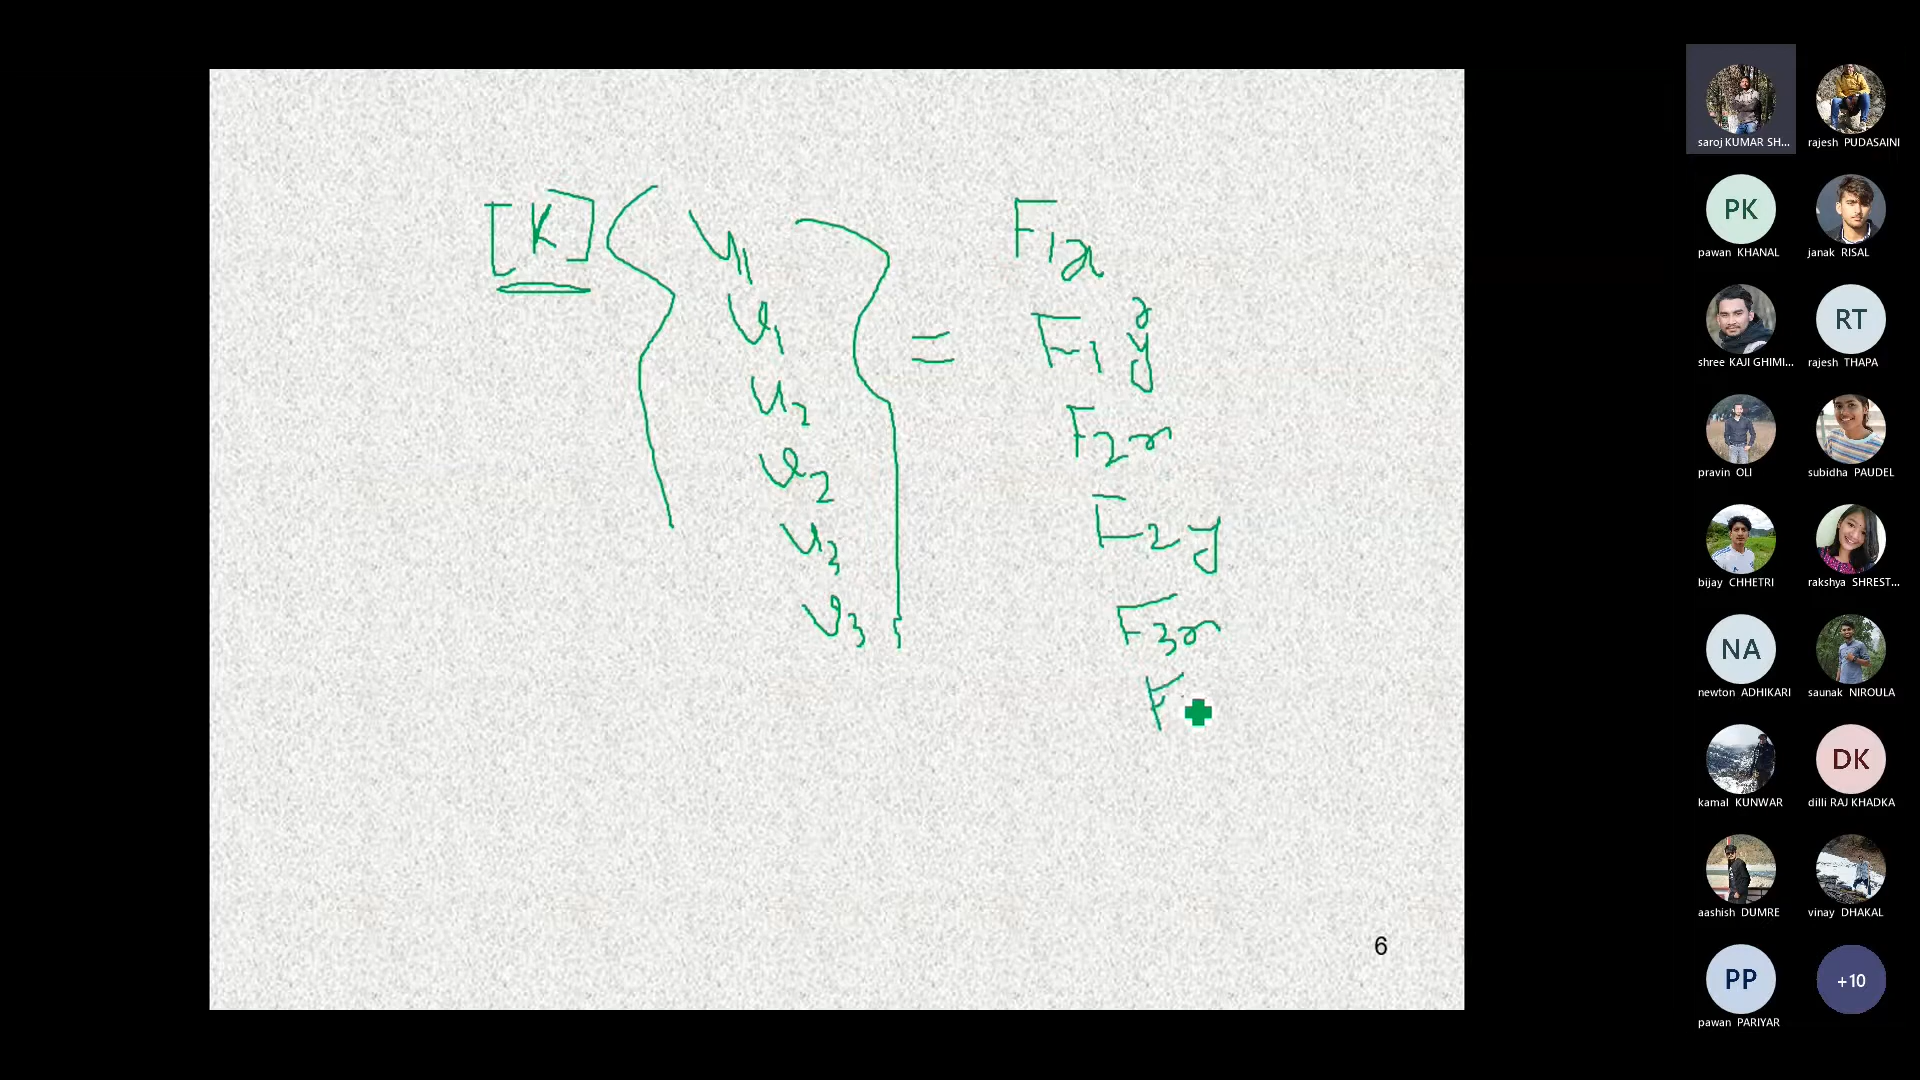 [K] { u1 } = F1x
v1 F1y
u2 F2x
v2 F2y
u3 F3x
v3 F
6
saroj KUMAR SH... rajesh PUDASAINI
PK
pawan KHANAL janak RISAL
RT
shree KAJI GHIMI... rajesh THAPA
pravin OLI subidha PAUDEL
bijay CHHETRI rakshya SHREST...
NA
newton ADHIKARI saunak NIROULA
DK
kamal KUNWAR dilli RAJ KHADKA
aashish DUMRE vinay DHAKAL
PP +10
pawan PARIYAR